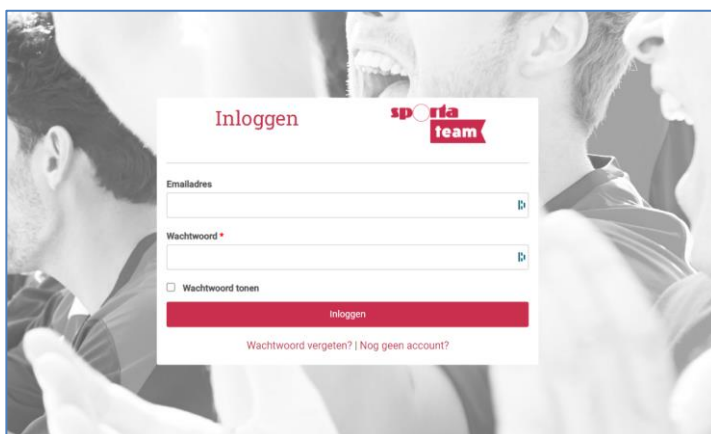 Inloggen
sporta
team
Emailadres
Wachtwoord *
Wachtwoord tonen
Inloggen
Wachtwoord vergeten? | Nog geen account?